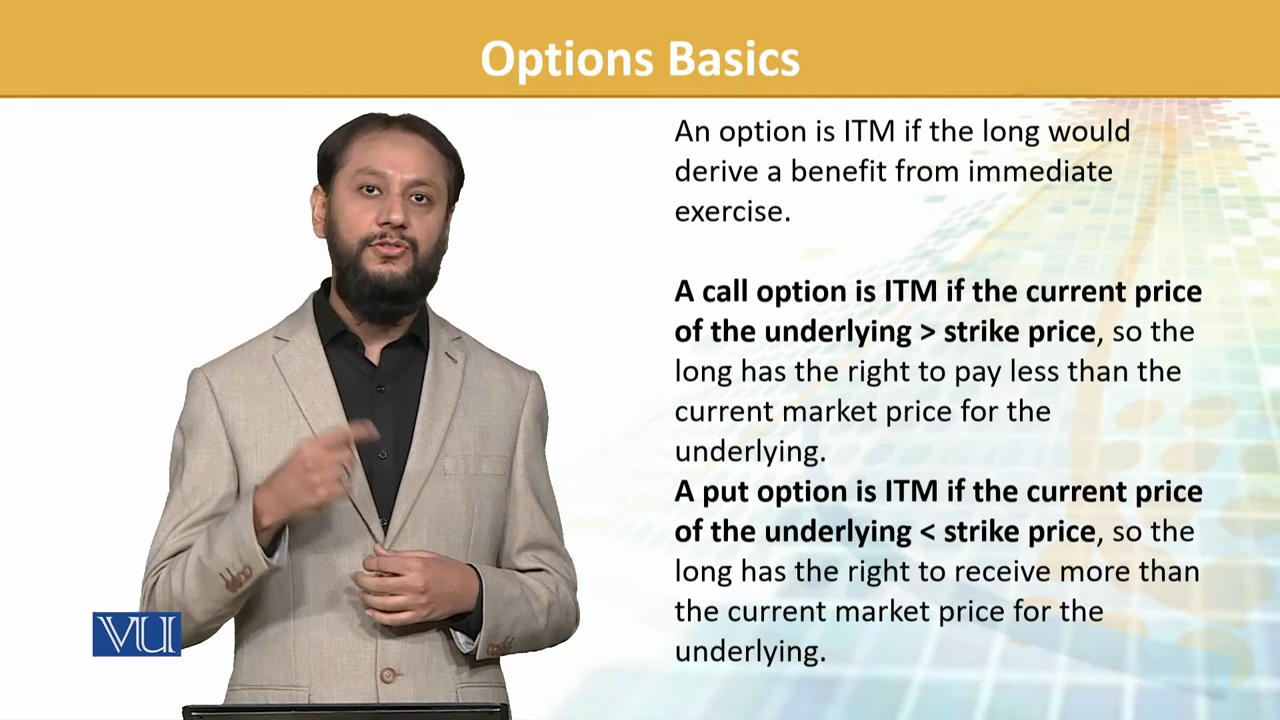 Options Basics
An option is ITM if the long would
derive a benefit from immediate
exercise.
A call option is ITM if the current price
of the underlying > strike price, so the
long has the right to pay less than the
current market price for the
underlying.
A put option is ITM if the current price
of the underlying < strike price, so the
long has the right to receive more than
the current market price for the
underlying.
VU